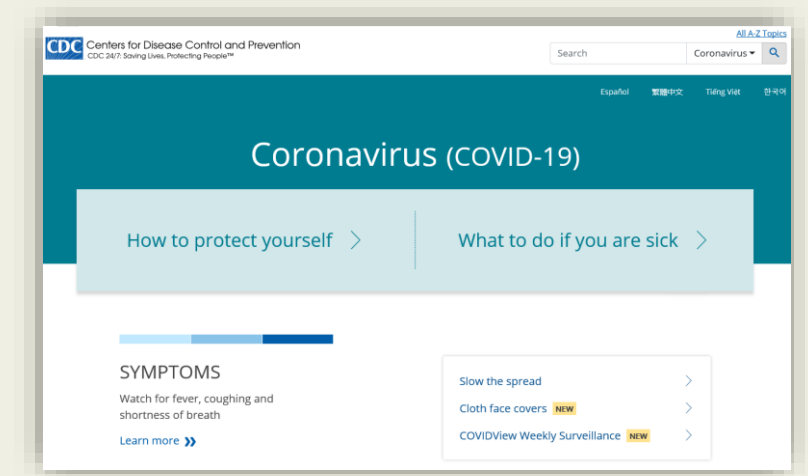 All A-Z Topics
CDC Centers for Disease Control and Prevention
CDC 24/7: Saving Lives, Protecting People™
Search
Coronavirus
Español 繁體中文 Tiếng Việt 한국어
Coronavirus (COVID-19)
How to protect yourself
What to do if you are sick
SYMPTOMS
Watch for fever, coughing and
shortness of breath
Learn more
Slow the spread
Cloth face covers NEW
COVIDView Weekly Surveillance NEW